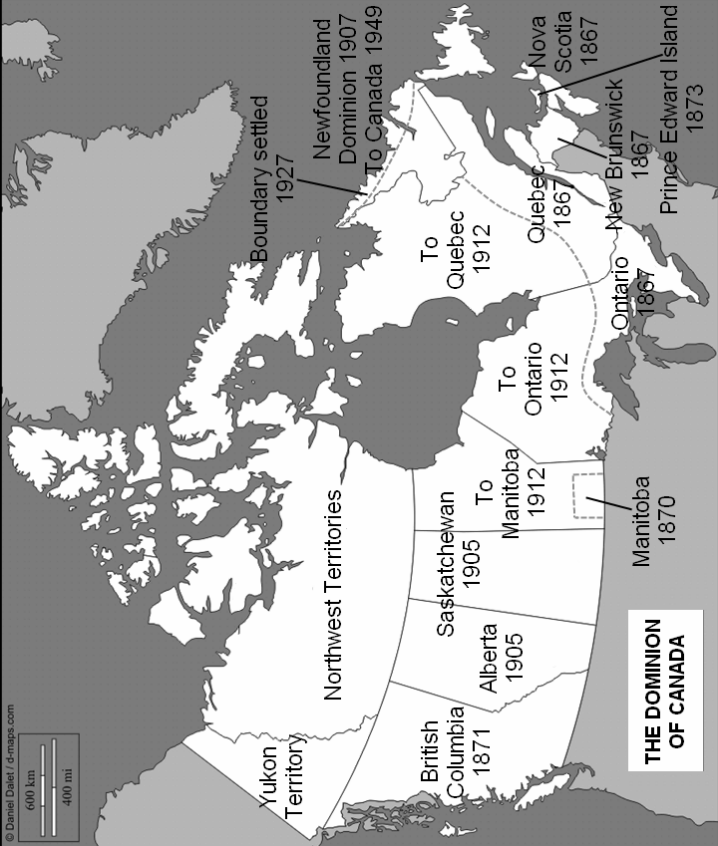 © Daniel Dalet / d-maps.com
600 km
400 mi
Yukon
Territory
Northwest Territories
British
Columbia
1871
Alberta
1905
Saskatchewan
1905
To
Manitoba
1912
Manitoba
1870
To
Ontario
1912
Ontario
1867
To
Quebec
1912
Quebec
1867
Boundary settled
1927
Newfoundland
Dominion 1907
To Canada 1949
Nova
Scotia
1867
New Brunswick
1867
Prince Edward Island
1873
THE DOMINION
OF CANADA